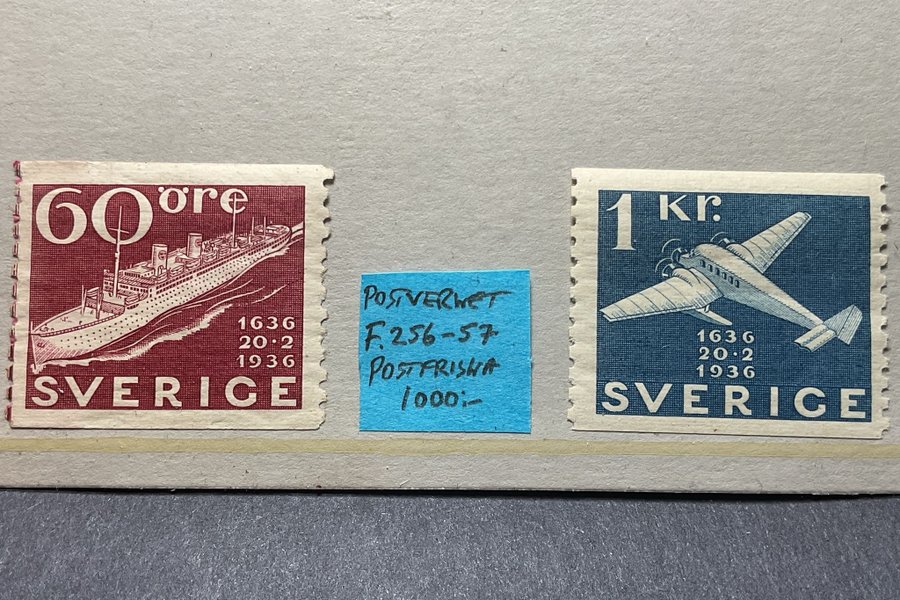 60 öre
1636
20·2
1936
SVERIGE
POSTVERKET
F. 256-57
POSTFRISKA
1000:-
1 Kr.
1636
20·2
1936
SVERIGE